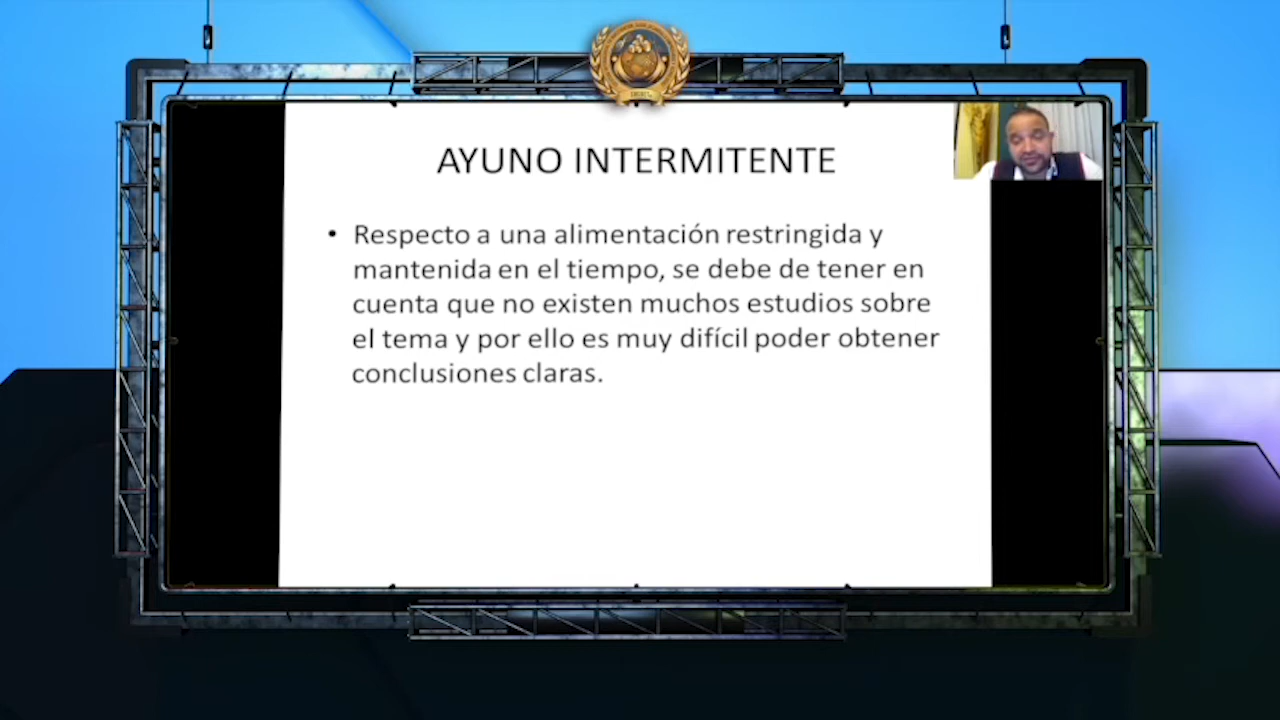 AYUNO INTERMITENTE
• Respecto a una alimentación restringida y
mantenida en el tiempo, se debe de tener en
cuenta que no existen muchos estudios sobre
el tema y por ello es muy difícil poder obtener
conclusiones claras.